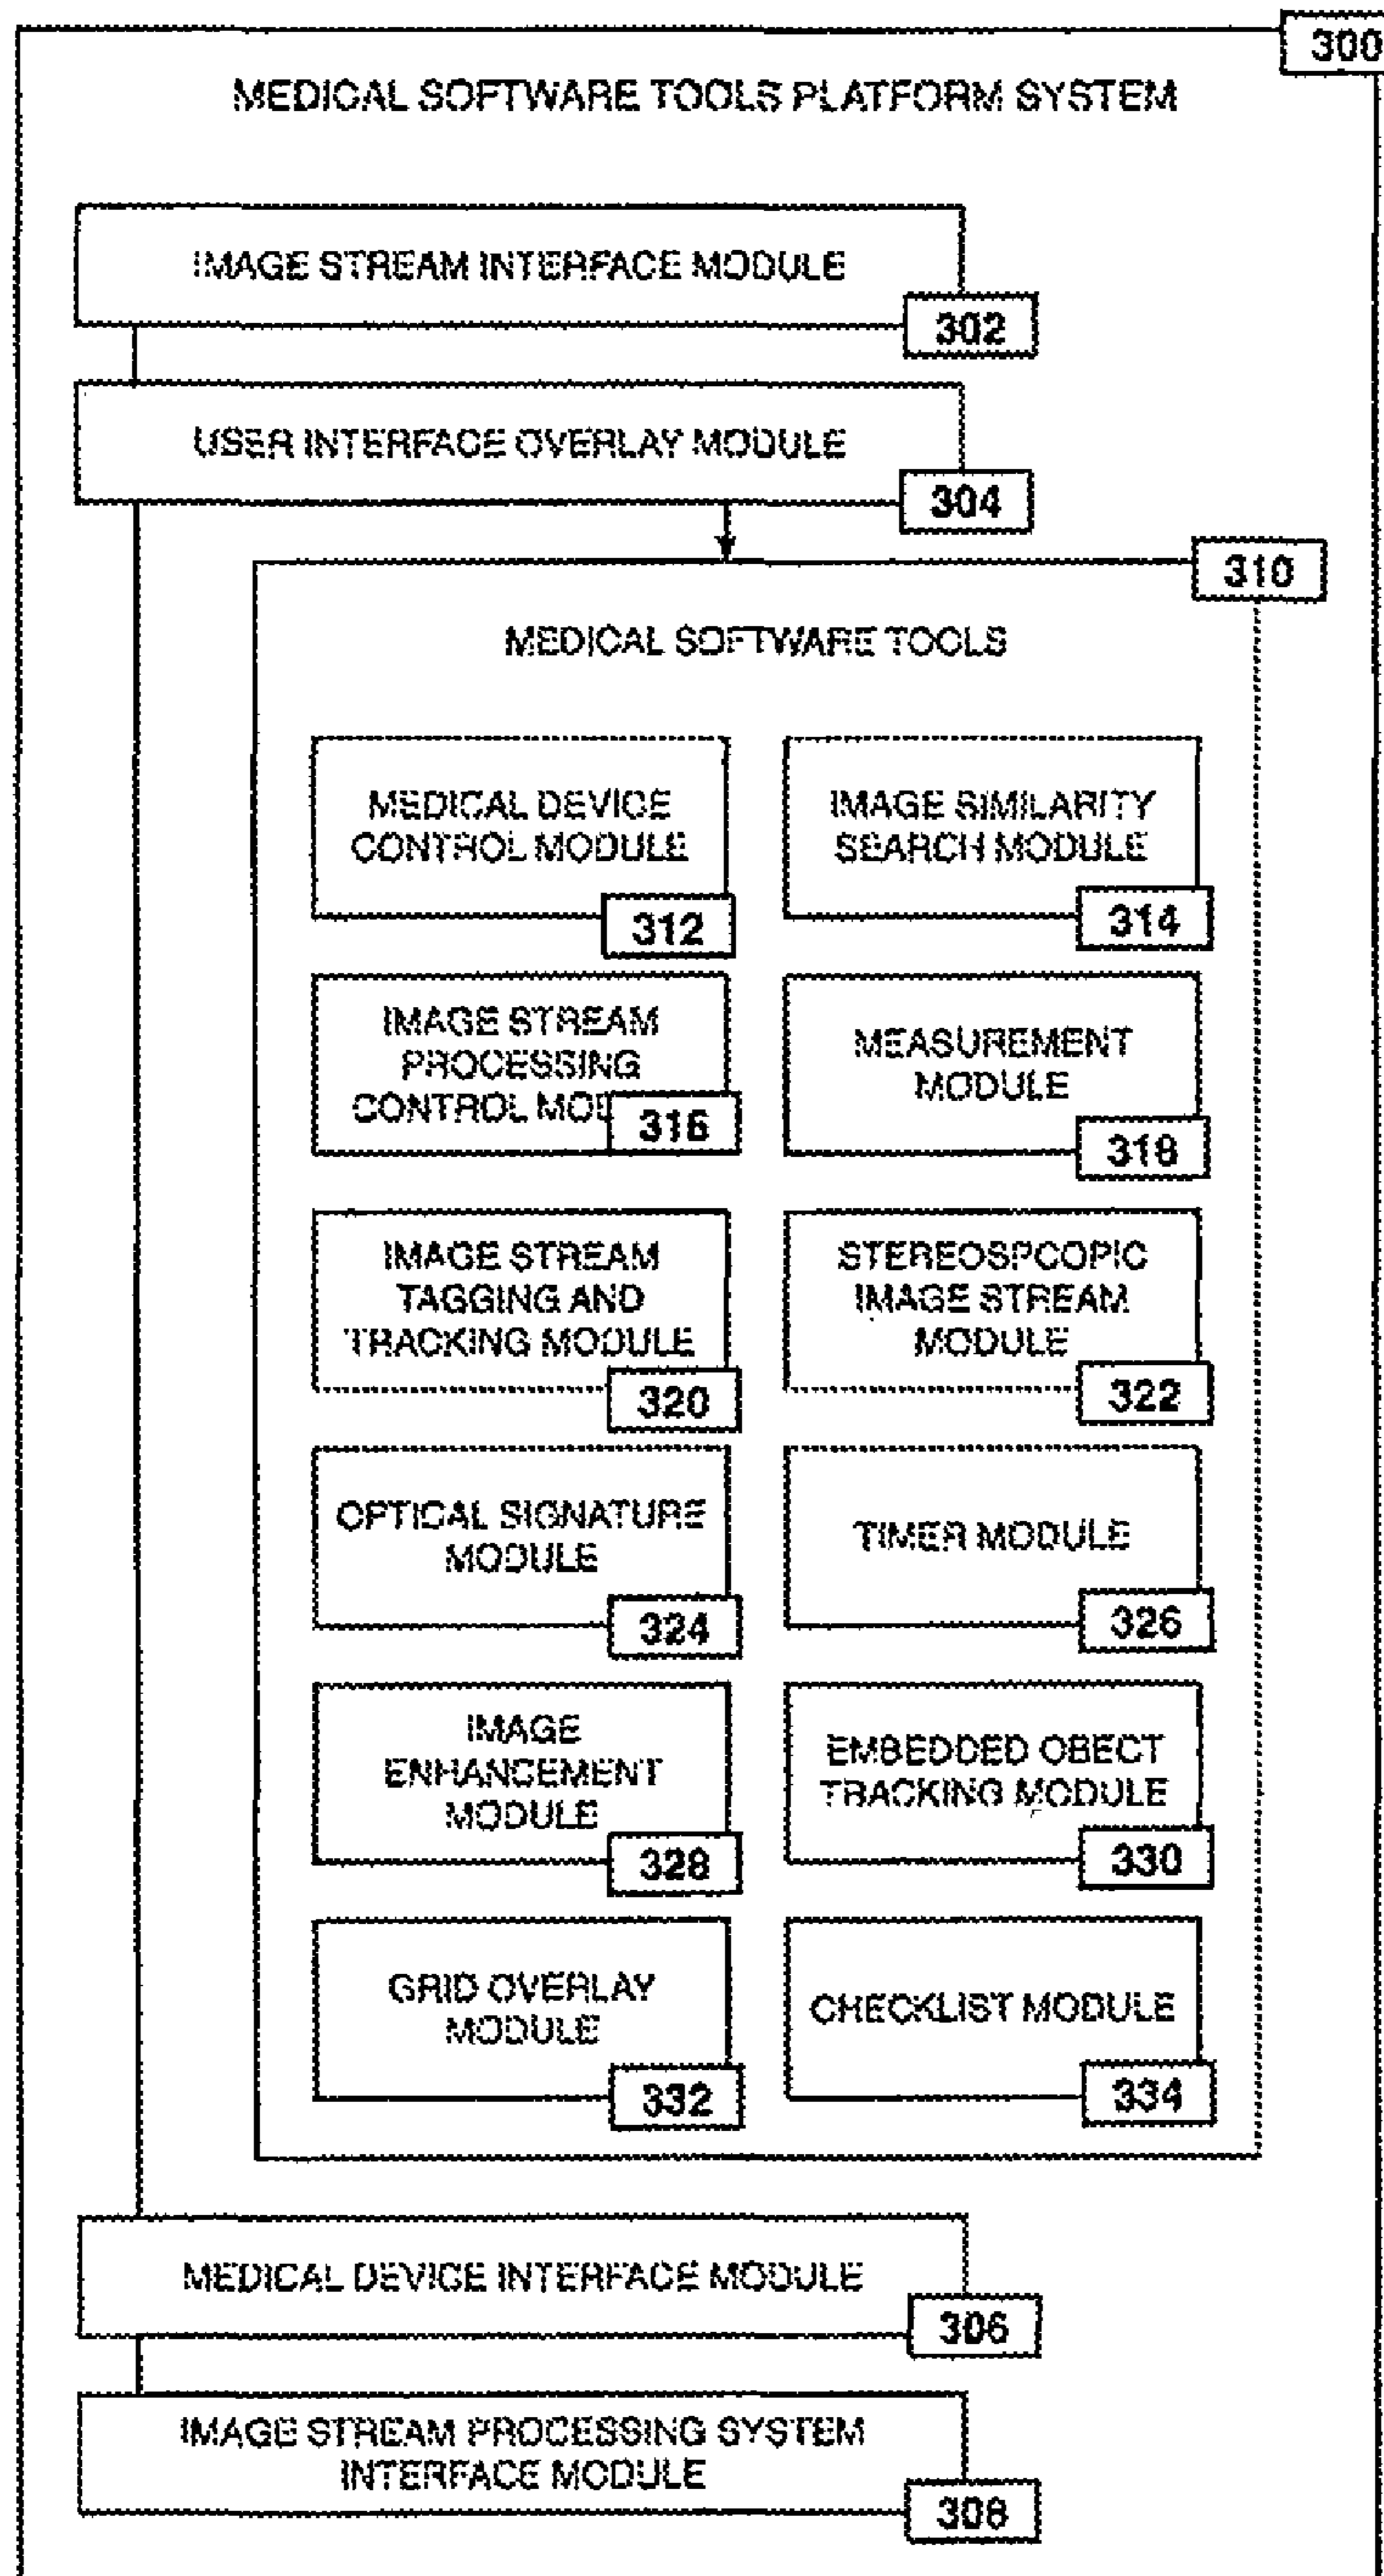 300
MEDICAL SOFTWARE TOOLS PLATFORM SYSTEM
IMAGE STREAM INTERFACE MODULE
302
USER INTERFACE OVERLAY MODULE
304
310
MEDICAL SOFTWARE TOOLS
MEDICAL DEVICE
CONTROL MODULE
312
IMAGE SIMILARITY
SEARCH MODULE
314
IMAGE STREAM
PROCESSING
CONTROL MOD
316
MEASUREMENT
MODULE
318
IMAGE STREAM
TAGGING AND
TRACKING MODULE
320
STEREOSPCOPIC
IMAGE STREAM
MODULE
322
OPTICAL SIGNATURE
MODULE
324
TIMER MODULE
326
IMAGE
ENHANCEMENT
MODULE
328
EMBEDDED OBECT
TRACKING MODULE
330
GRID OVERLAY
MODULE
332
CHECKLIST MODULE
334
MEDICAL DEVICE INTERFACE MODULE
306
IMAGE STREAM PROCESSING SYSTEM
INTERFACE MODULE
308